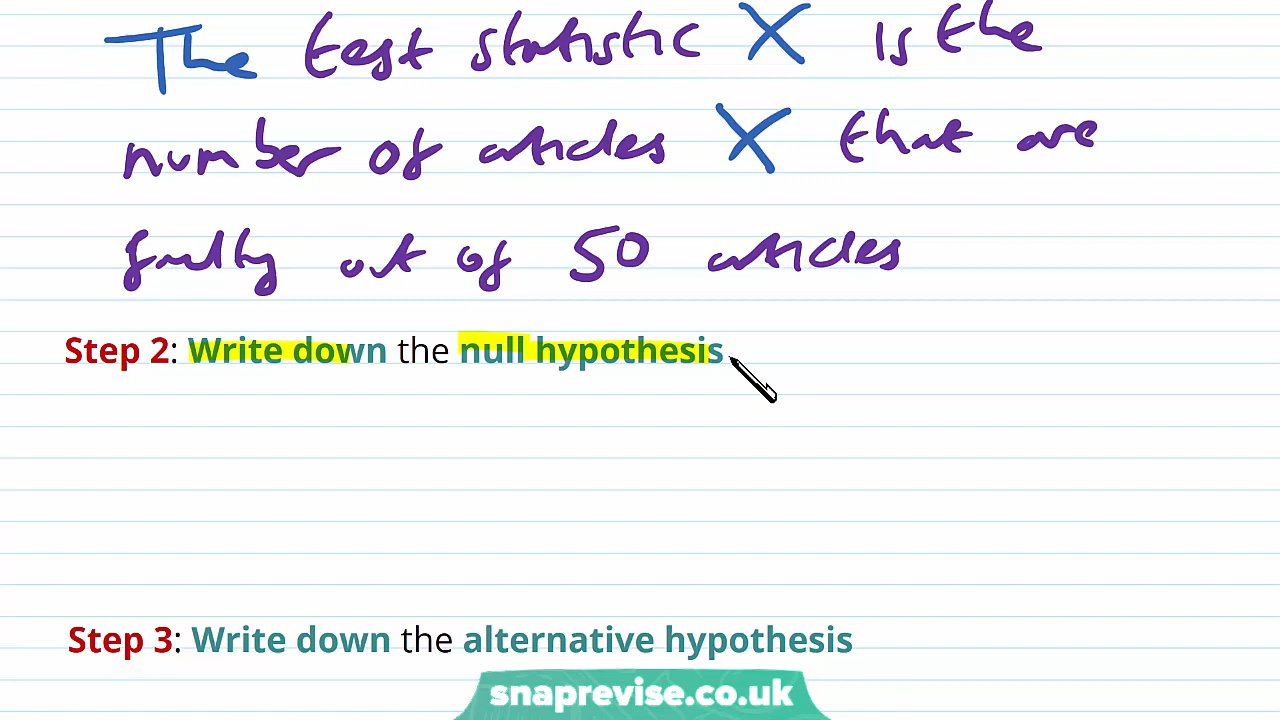 The test statistic X is the
number of articles X that are
faulty out of 50 articles
Step 2: Write down the null hypothesis
Step 3: Write down the alternative hypothesis
snaprevise.co.uk